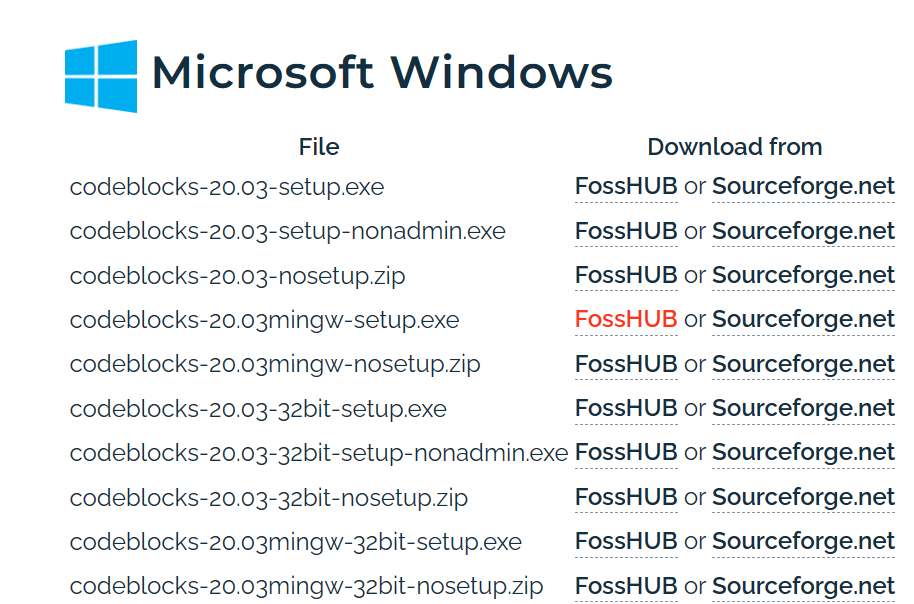 Microsoft Windows
File Download from
codeblocks-20.03-setup.exe FossHUB or Sourceforge.net
codeblocks-20.03-setup-nonadmin.exe FossHUB or Sourceforge.net
codeblocks-20.03-nosetup.zip FossHUB or Sourceforge.net
codeblocks-20.03mingw-setup.exe FossHUB or Sourceforge.net
codeblocks-20.03mingw-nosetup.zip FossHUB or Sourceforge.net
codeblocks-20.03-32bit-setup.exe FossHUB or Sourceforge.net
codeblocks-20.03-32bit-setup-nonadmin.exe FossHUB or Sourceforge.net
codeblocks-20.03-32bit-nosetup.zip FossHUB or Sourceforge.net
codeblocks-20.03mingw-32bit-setup.exe FossHUB or Sourceforge.net
codeblocks-20.03mingw-32bit-nosetup.zip FossHUB or Sourceforge.net